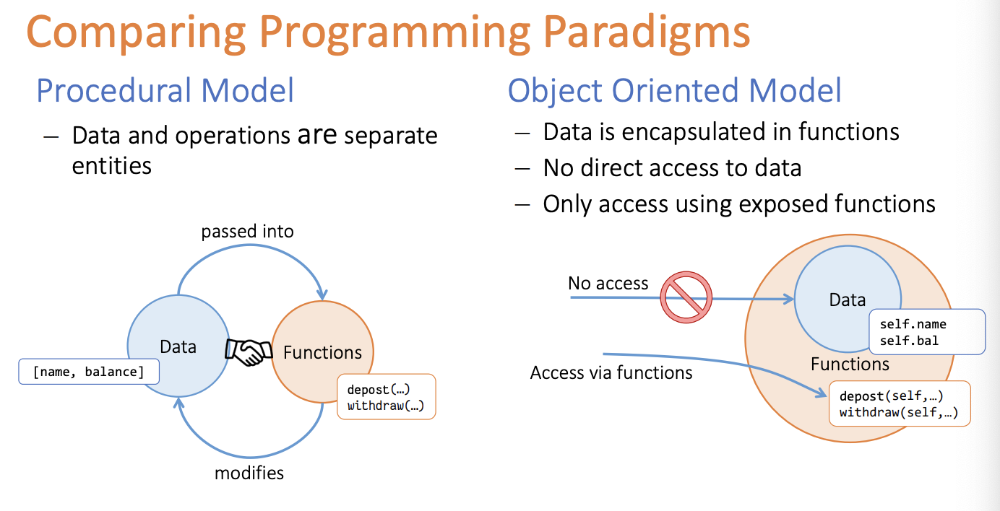 Comparing Programming Paradigms
Procedural Model
– Data and operations are separate
entities
passed into
Data
Functions
[name, balance]
depost(…)
withdraw(…)
modifies
Object Oriented Model
– Data is encapsulated in functions
– No direct access to data
– Only access using exposed functions
No access
Data
self.name
self.bal
Functions
Access via functions
depost(self,…)
withdraw(self,…)